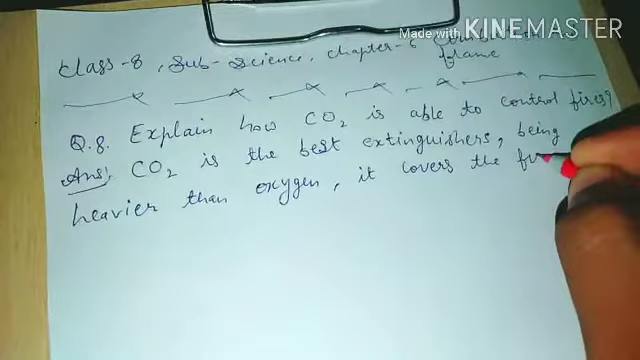 Made with KINEMASTER
Class-8, Sub- Science, chapter-6
flame
Q.8. Explain how CO2 is able to control fires?
Ans: CO2 is the best extinguishers, being
heavier than oxygen, it covers the